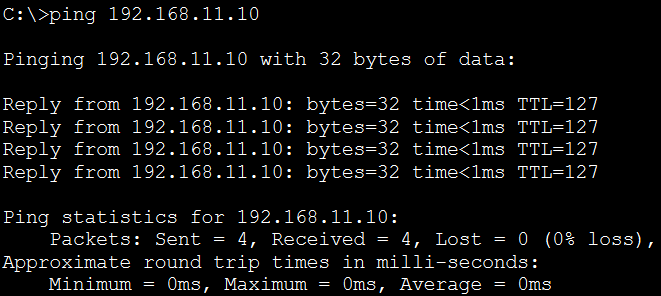 C:\>ping 192.168.11.10
Pinging 192.168.11.10 with 32 bytes of data:
Reply from 192.168.11.10: bytes=32 time<1ms TTL=127
Reply from 192.168.11.10: bytes=32 time<1ms TTL=127
Reply from 192.168.11.10: bytes=32 time<1ms TTL=127
Reply from 192.168.11.10: bytes=32 time<1ms TTL=127
Ping statistics for 192.168.11.10:
    Packets: Sent = 4, Received = 4, Lost = 0 (0% loss),
Approximate round trip times in milli-seconds:
    Minimum = 0ms, Maximum = 0ms, Average = 0ms